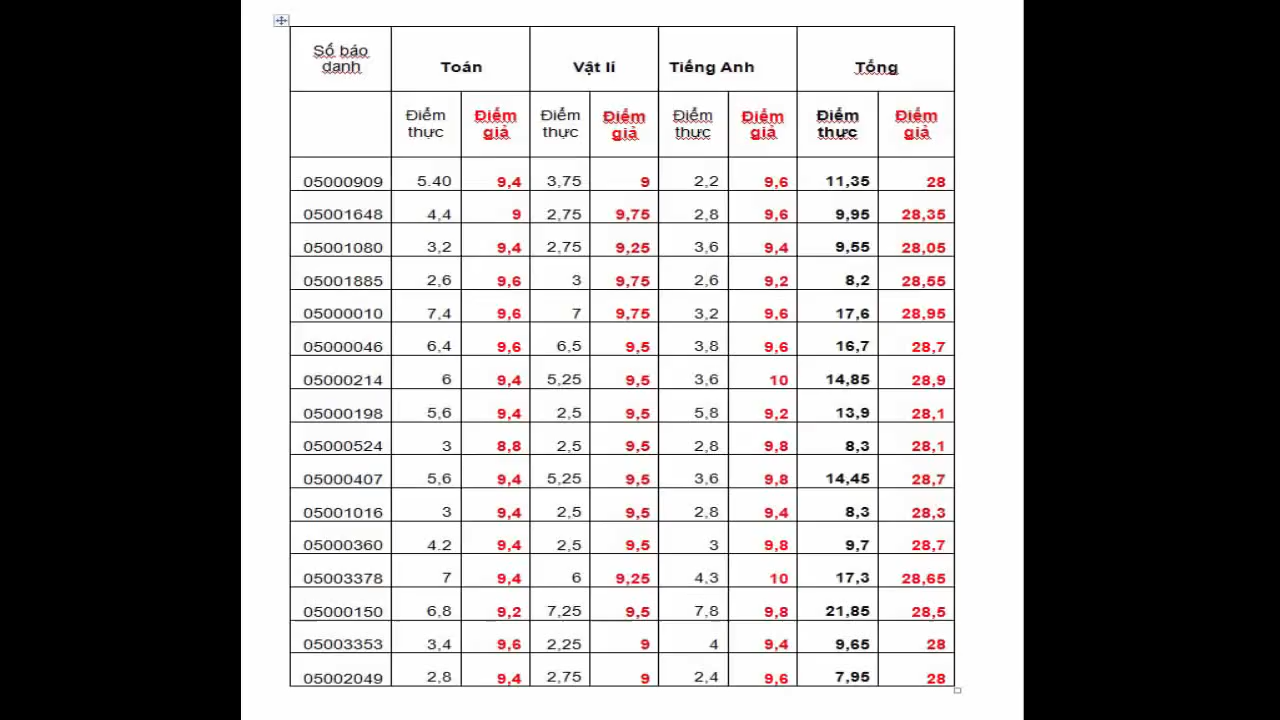 Số báo danh Toán Vật lí Tiếng Anh Tổng
Điểm thực Điểm giả Điểm thực Điểm giả Điểm thực Điểm giả Điểm thực Điểm giả
05000909 5.40 9,4 3,75 9 2,2 9,6 11,35 28
05001648 4,4 9 2,75 9,75 2,8 9,6 9,95 28,35
05001080 3,2 9,4 2,75 9,25 3,6 9,4 9,55 28,05
05001885 2,6 9,6 3 9,75 2,6 9,2 8,2 28,55
05000010 7,4 9,6 7 9,75 3,2 9,6 17,6 28,95
05000046 6,4 9,6 6,5 9,5 3,8 9,6 16,7 28,7
05000214 6 9,4 5,25 9,5 3,6 10 14,85 28,9
05000198 5,6 9,4 2,5 9,5 5,8 9,2 13,9 28,1
05000524 3 8,8 2,5 9,5 2,8 9,8 8,3 28,1
05000407 5,6 9,4 5,25 9,5 3,6 9,8 14,45 28,7
05001016 3 9,4 2,5 9,5 2,8 9,4 8,3 28,3
05000360 4.2 9,4 2,5 9,5 3 9,8 9,7 28,7
05003378 7 9,4 6 9,25 4,3 10 17,3 28,65
05000150 6,8 9,2 7,25 9,5 7,8 9,8 21,85 28,5
05003353 3,4 9,6 2,25 9 4 9,4 9,65 28
05002049 2,8 9,4 2,75 9 2,4 9,6 7,95 28